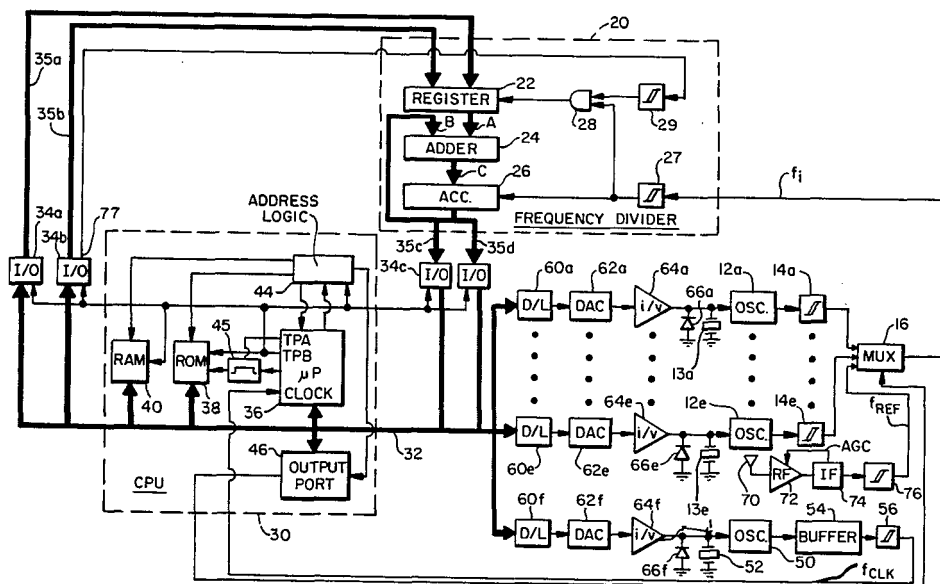 20
35a
35b
22
REGISTER
28
29
B
A
24
ADDER
C
26
ACC.
27
f_i
FREQUENCY DIVIDER
ADDRESS LOGIC
34a
34b
77
I/O
I/O
35c
35d
34c
I/O
I/O
44
60a
62a
64a
66a
12a
14a
D/L
DAC
i/v
OSC.
13a
16
MUX
TPA
TPB
µP
CLOCK
45
RAM
ROM
40
38
36
60e
62e
64e
12e
14e
D/L
DAC
i/v
OSC.
66e
13e
f_REF
AGC
70
RF
72
IF
74
76
32
46
OUTPUT PORT
CPU
30
60f
62f
64f
54
56
D/L
DAC
i/v
OSC.
BUFFER
66f
52
50
f_CLK